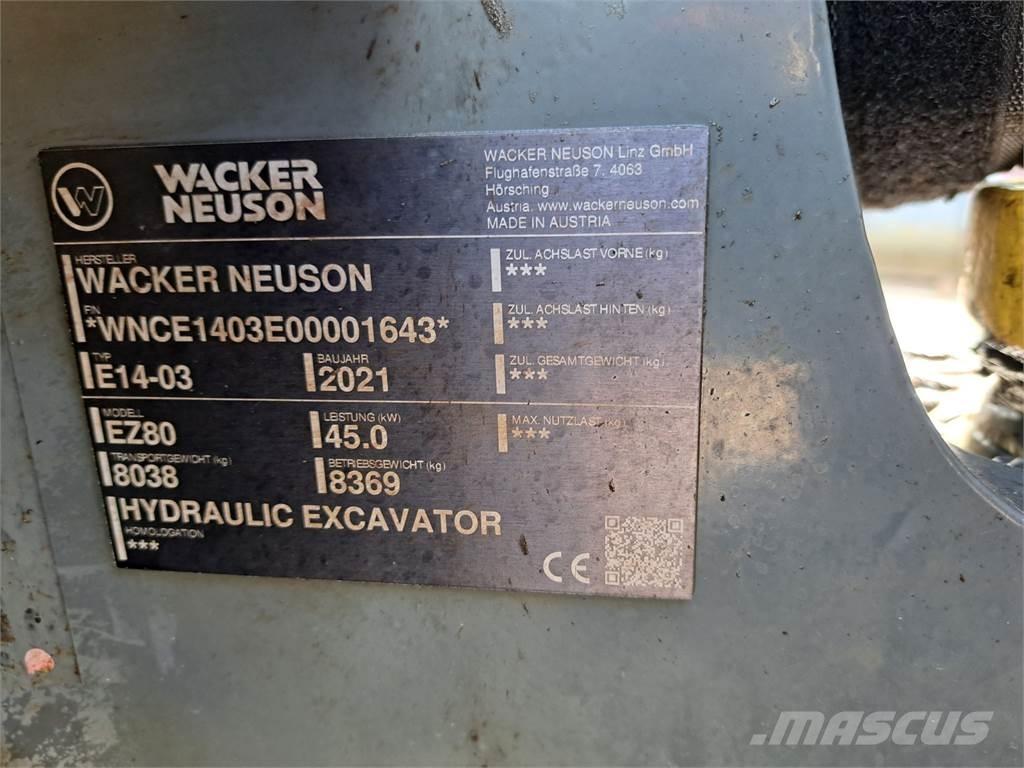 W
WACKER
NEUSON
WACKER NEUSON Linz GmbH
Flughafenstraße 7, 4063
Hörsching
Austria, www.wackerneuson.com
MADE IN AUSTRIA
HERSTELLER
WACKER NEUSON
ZUL. ACHSLAST VORNE (kg)
***
PIN
*WNCE1403E00001643*
ZUL. ACHSLAST HINTEN (kg)
***
TYP
E14-03
BAUJAHR
2021
ZUL. GESAMTGEWICHT (kg)
***
MODELL
EZ80
LEISTUNG (kW)
45.0
MAX. NUTZLAST (kg)
***
TRANSPORTGEWICHT (kg)
8038
BETRIEBSGEWICHT (kg)
8369
HYDRAULIC EXCAVATOR
HOMOLOGATION
***
CE
MASCUS